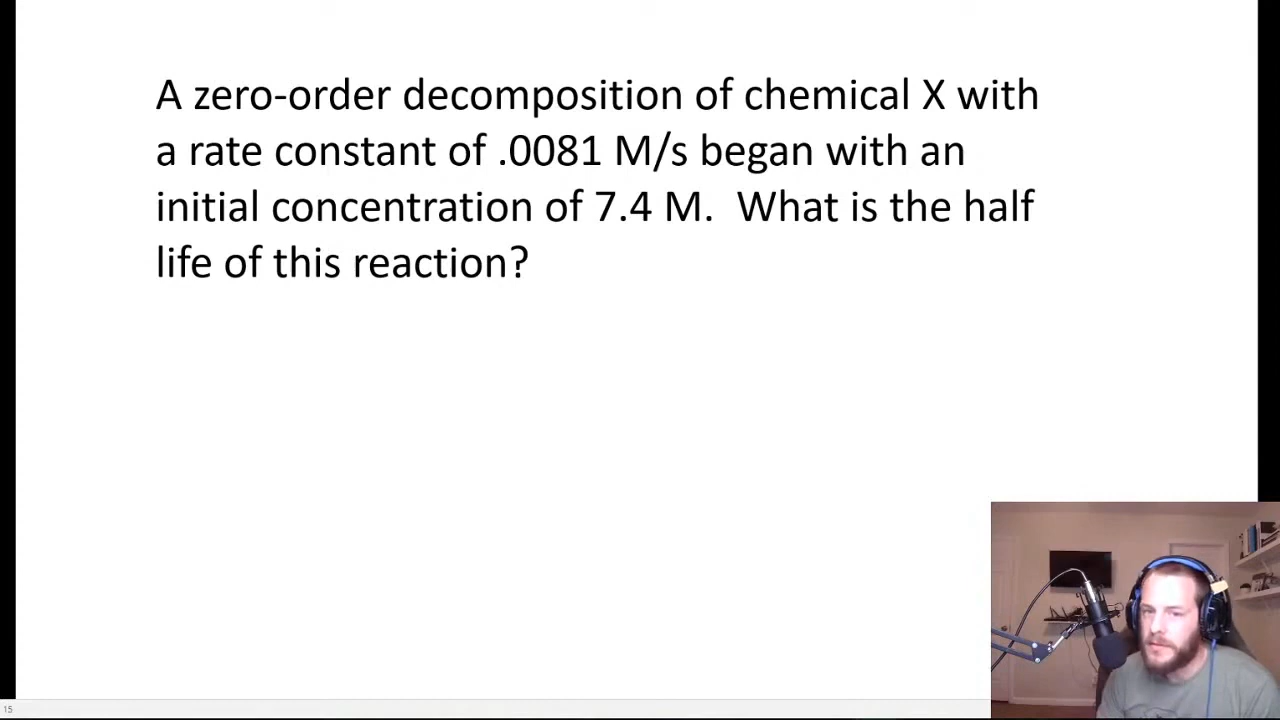 A zero-order decomposition of chemical X with
a rate constant of .0081 M/s began with an
initial concentration of 7.4 M.  What is the half
life of this reaction?
15